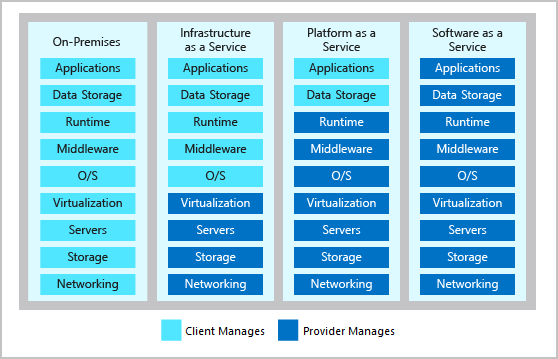 On-Premises
Applications
Data Storage
Runtime
Middleware
O/S
Virtualization
Servers
Storage
Networking
Infrastructure
as a Service
Applications
Data Storage
Runtime
Middleware
O/S
Virtualization
Servers
Storage
Networking
Platform as a
Service
Applications
Data Storage
Runtime
Middleware
O/S
Virtualization
Servers
Storage
Networking
Software as a
Service
Applications
Data Storage
Runtime
Middleware
O/S
Virtualization
Servers
Storage
Networking
Client Manages
Provider Manages